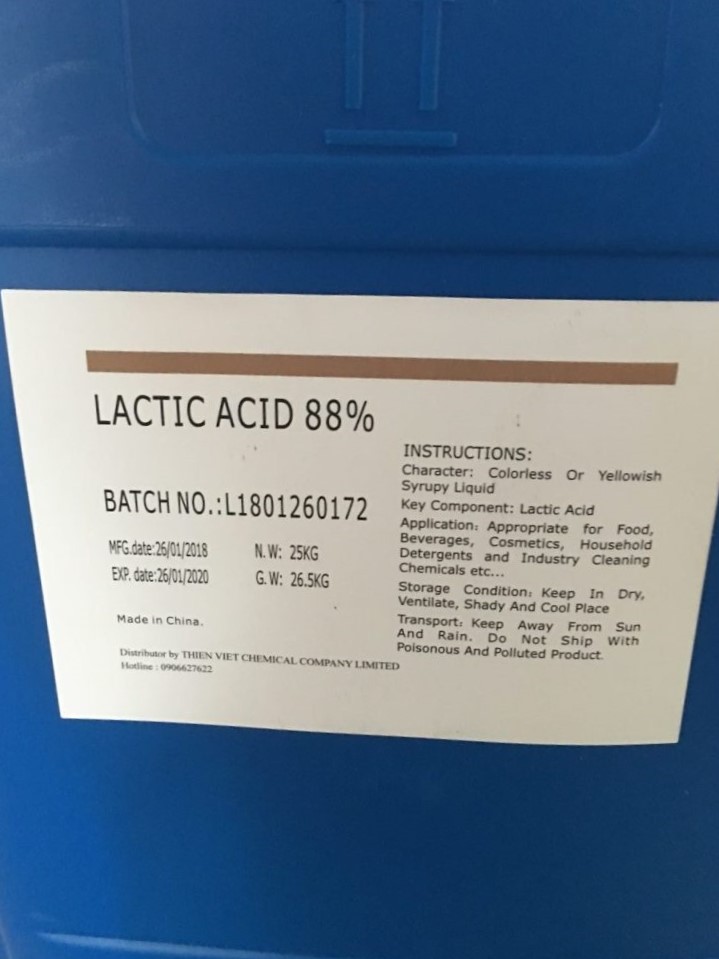 LACTIC ACID 88%
BATCH NO.:L1801260172
MFG.date:26/01/2018 N.W: 25KG
EXP. date:26/01/2020 G.W: 26.5KG
Made in China.
Distributor by THIEN VIET CHEMICAL COMPANY LIMITED
Hotline : 0906627622
INSTRUCTIONS:
Character: Colorless Or Yellowish
Syrupy Liquid
Key Component: Lactic Acid
Application: Appropriate for Food,
Beverages, Cosmetics, Household
Detergents and Industry Cleaning
Chemicals etc...
Storage Condition: Keep In Dry,
Ventilate, Shady And Cool Place
Transport: Keep Away From Sun
And Rain. Do Not Ship With
Poisonous And Polluted Product.